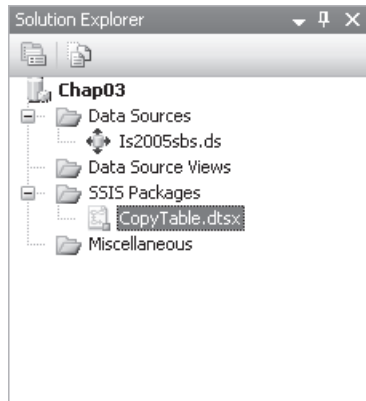 Solution Explorer
Chap03
Data Sources
Is2005sbs.ds
Data Source Views
SSIS Packages
CopyTable.dtsx
Miscellaneous